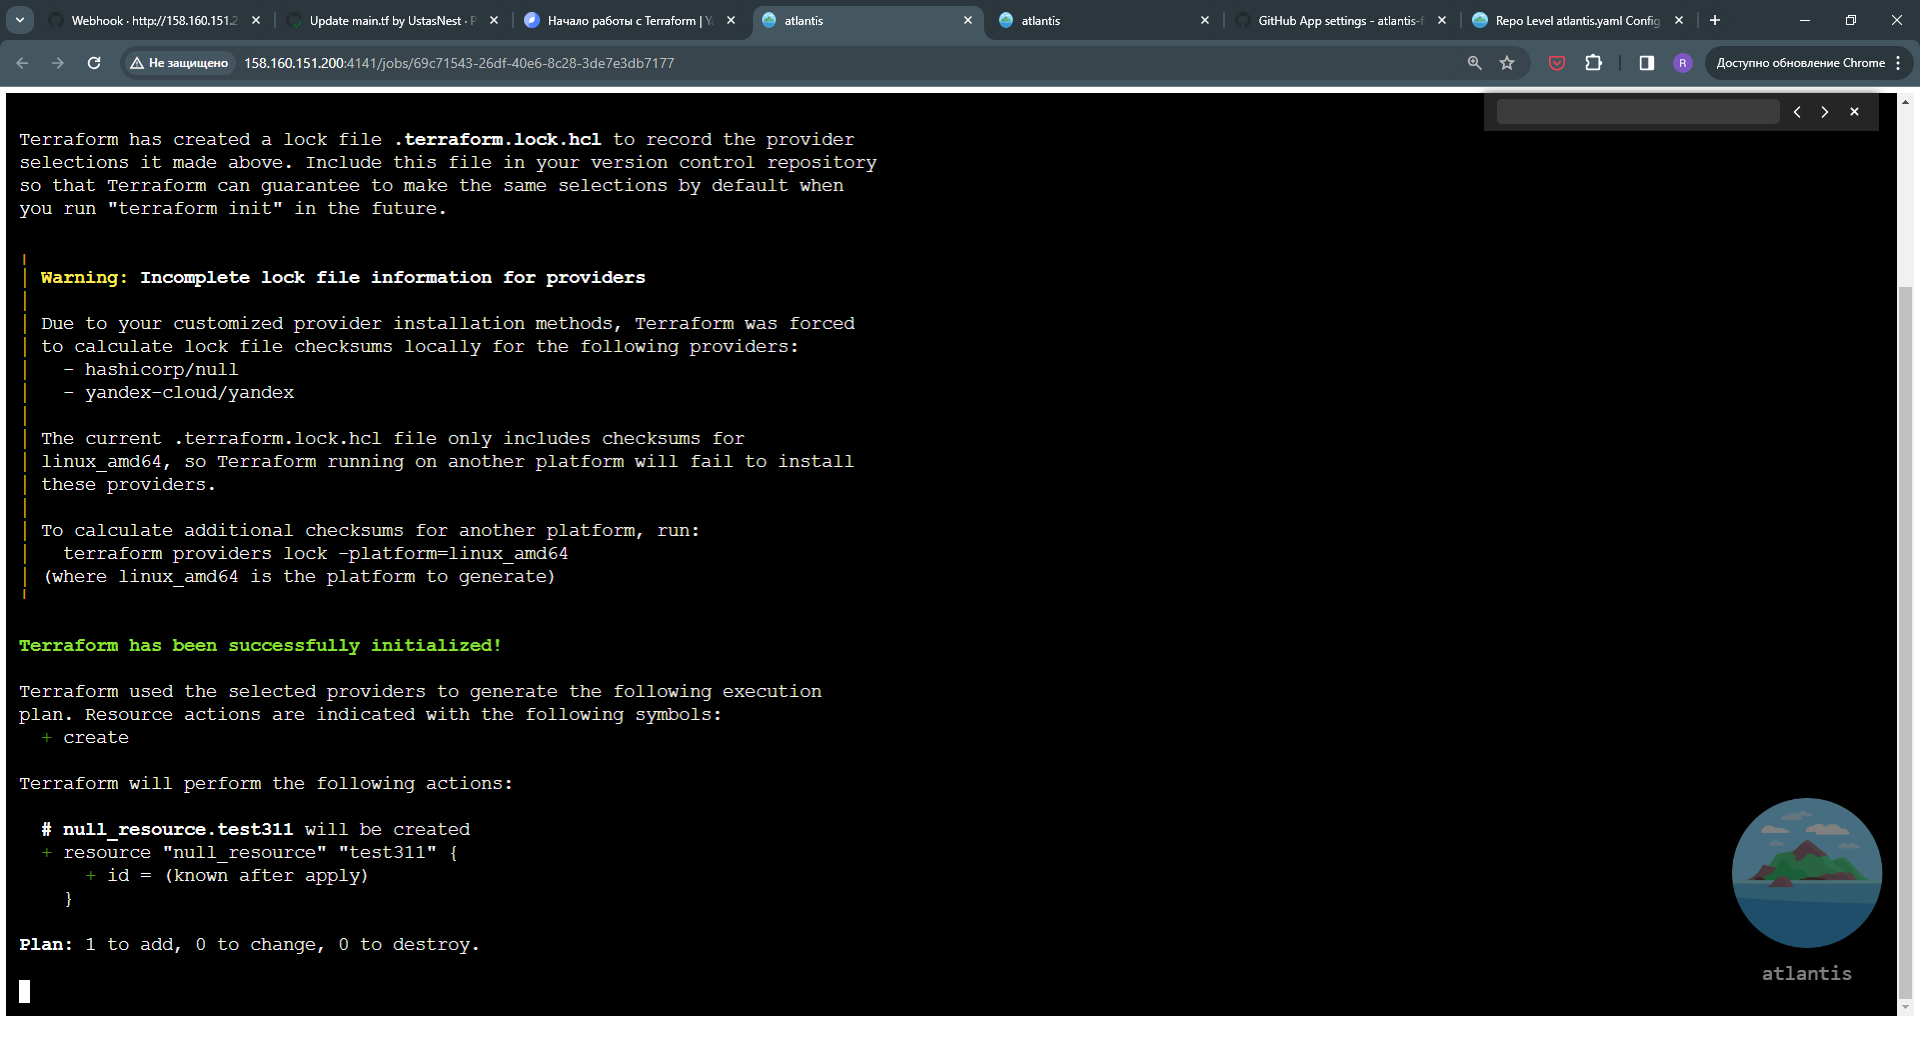 Webhook · http://158.160.151.2
Update main.tf by UstasNest · P
Начало работы с Terraform | Y
atlantis
atlantis
GitHub App settings - atlantis-f
Repo Level atlantis.yaml Config
Не защищено
158.160.151.200:4141/jobs/69c71543-26df-40e6-8c28-3de7e3db7177
R
Доступно обновление Chrome
Terraform has created a lock file .terraform.lock.hcl to record the provider
selections it made above. Include this file in your version control repository
so that Terraform can guarantee to make the same selections by default when
you run "terraform init" in the future.
Warning: Incomplete lock file information for providers
Due to your customized provider installation methods, Terraform was forced
to calculate lock file checksums locally for the following providers:
- hashicorp/null
- yandex-cloud/yandex
The current .terraform.lock.hcl file only includes checksums for
linux_amd64, so Terraform running on another platform will fail to install
these providers.
To calculate additional checksums for another platform, run:
terraform providers lock -platform=linux_amd64
(where linux_amd64 is the platform to generate)
Terraform has been successfully initialized!
Terraform used the selected providers to generate the following execution
plan. Resource actions are indicated with the following symbols:
+ create
Terraform will perform the following actions:
# null_resource.test311 will be created
+ resource "null_resource" "test311" {
+ id = (known after apply)
}
Plan: 1 to add, 0 to change, 0 to destroy.
atlantis